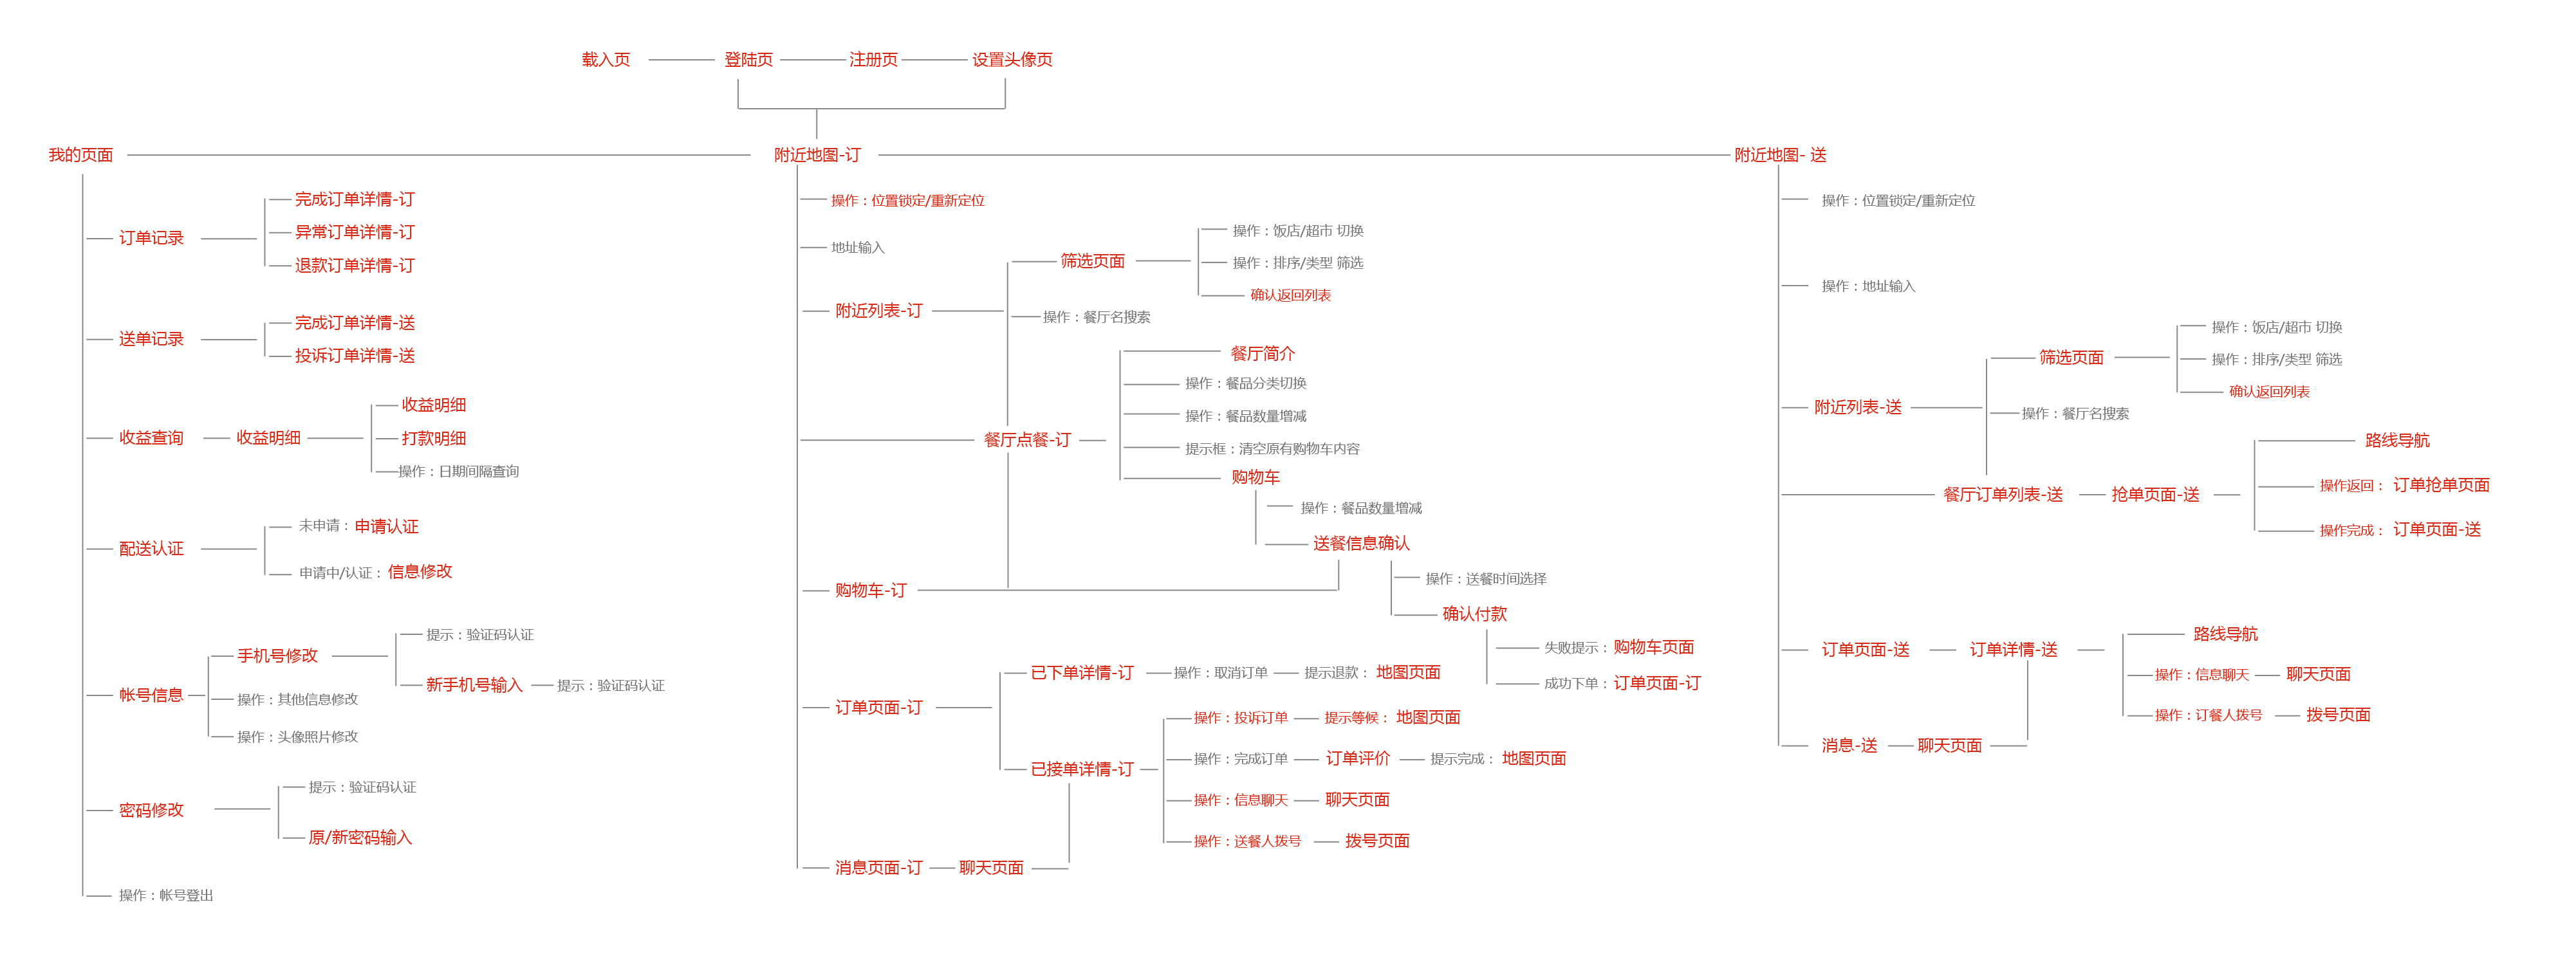 载入页
登陆页
注册页
设置头像页
我的页面
附近地图-订
附近地图- 送
订单记录
完成订单详情-订
异常订单详情-订
退款订单详情-订
送单记录
完成订单详情-送
投诉订单详情-送
收益查询
收益明细
收益明细
打款明细
操作：日期间隔查询
配送认证
未申请：申请认证
申请中/认证：信息修改
帐号信息
手机号修改
提示：验证码认证
新手机号输入
提示：验证码认证
操作：其他信息修改
操作：头像照片修改
密码修改
提示：验证码认证
原/新密码输入
操作：帐号登出
操作：位置锁定/重新定位
地址输入
附近列表-订
筛选页面
操作：饭店/超市 切换
操作：排序/类型 筛选
确认返回列表
操作：餐厅名搜索
餐厅点餐-订
餐厅简介
操作：餐品分类切换
操作：餐品数量增减
提示框：清空原有购物车内容
购物车
操作：餐品数量增减
送餐信息确认
购物车-订
操作：送餐时间选择
确认付款
失败提示：购物车页面
成功下单：订单页面-订
订单页面-订
已下单详情-订
操作：取消订单
提示退款：地图页面
已接单详情-订
操作：投诉订单
提示等候：地图页面
操作：完成订单
订单评价
提示完成：地图页面
操作：信息聊天
聊天页面
操作：送餐人拨号
拨号页面
消息页面-订
聊天页面
操作：位置锁定/重新定位
操作：地址输入
附近列表-送
筛选页面
操作：饭店/超市 切换
操作：排序/类型 筛选
确认返回列表
操作：餐厅名搜索
餐厅订单列表-送
抢单页面-送
路线导航
操作返回：订单抢单页面
操作完成：订单页面-送
订单页面-送
订单详情-送
路线导航
操作：信息聊天
聊天页面
操作：订餐人拨号
拨号页面
消息-送
聊天页面